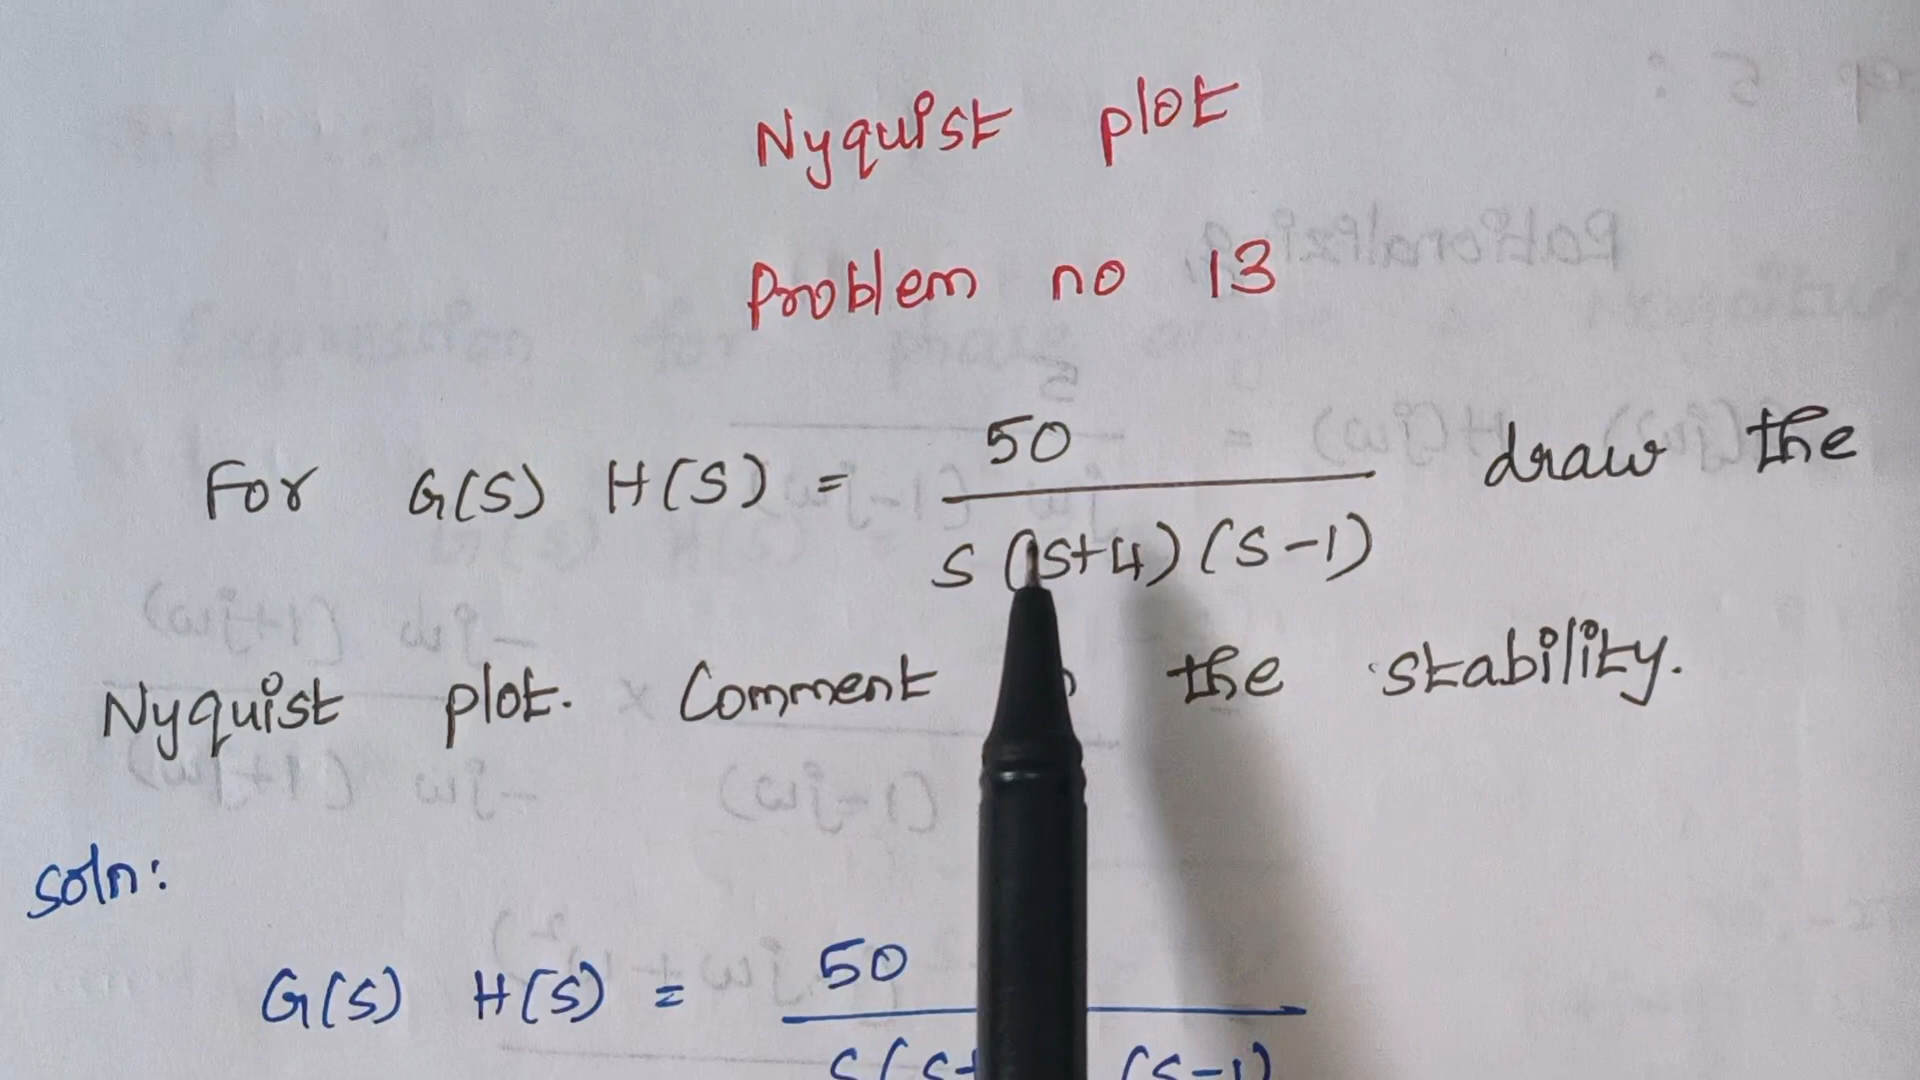 Nyquist plot
Problem no 13
For G(S) H(S) = 50 / S (S+4) (S-1) draw the
Nyquist plot. Comment the stability.
Soln:
G(S) H(S) = 50